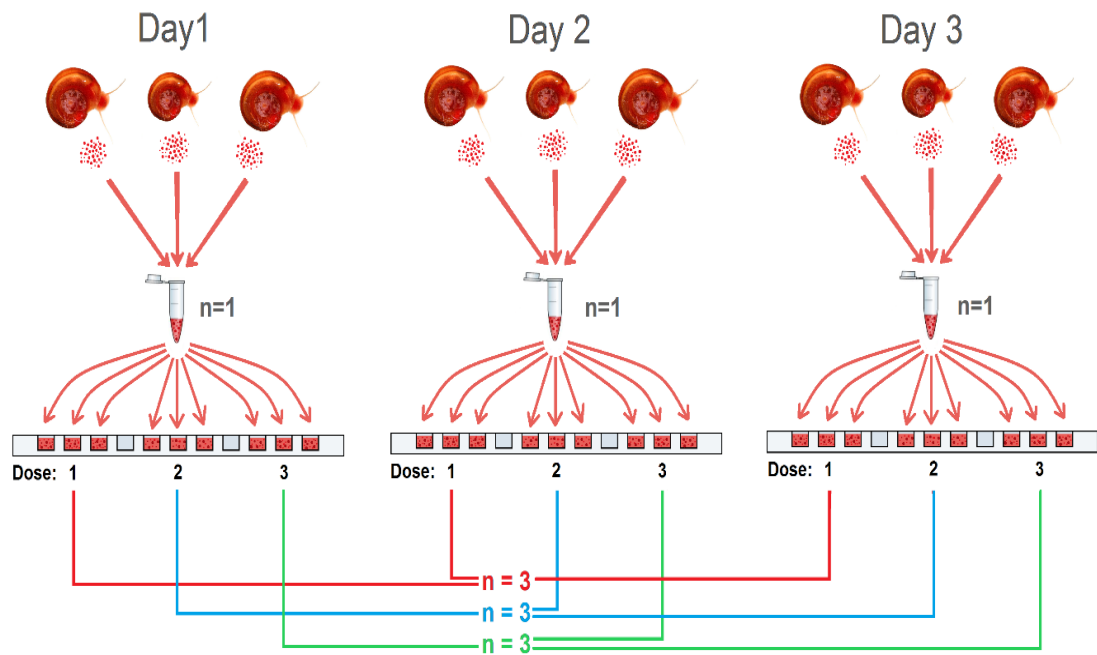 Day1 Day 2 Day 3
n=1 n=1 n=1
Dose: 1 2 3 Dose: 1 2 3 Dose: 1 2 3
n = 3
n = 3
n = 3